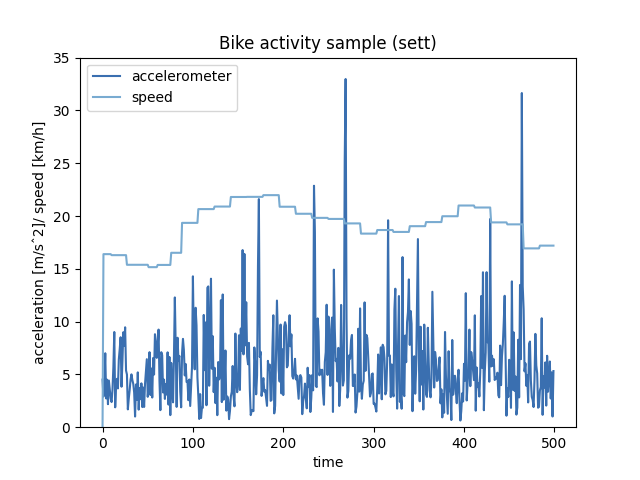 Bike activity sample (sett)
accelerometer
speed
acceleration [m/s^2]/ speed [km/h]
35
30
25
20
15
10
5
0
0 100 200 300 400 500
time